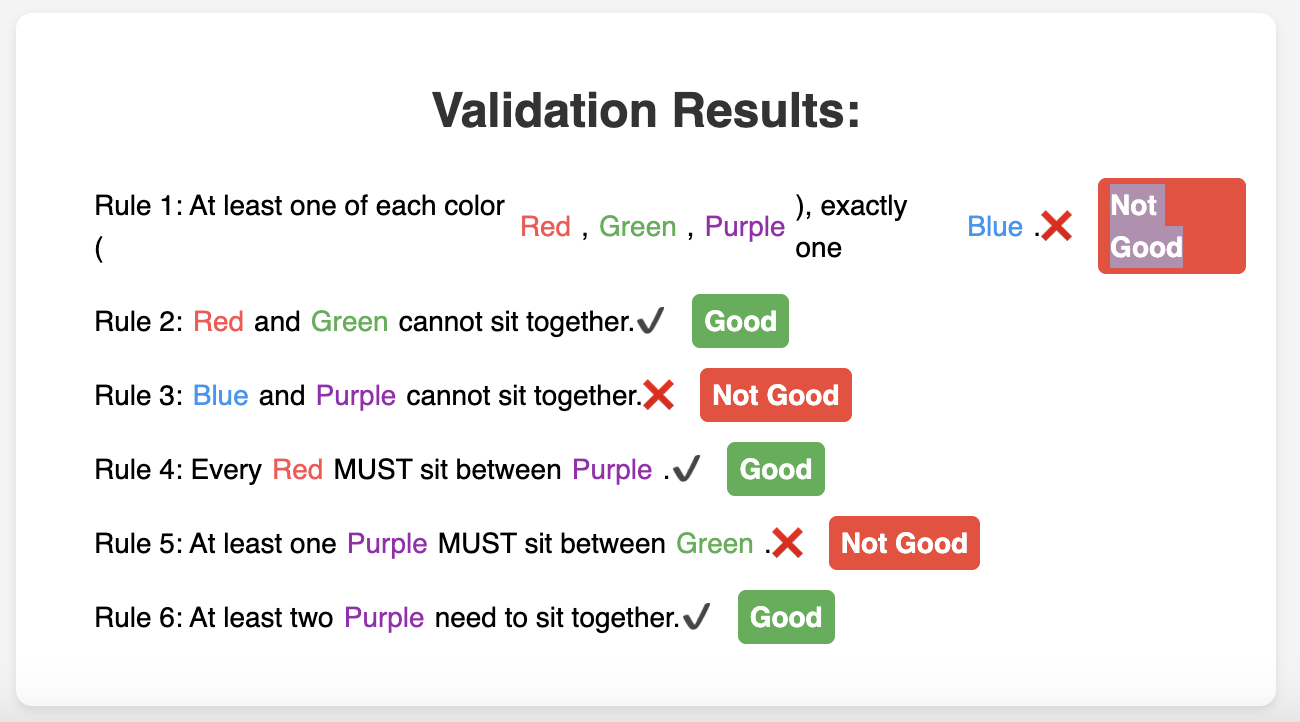 Validation Results:
Rule 1: At least one of each color ( Red , Green , Purple ), exactly one Blue .❌ Not Good
Rule 2: Red and Green cannot sit together.✔ Good
Rule 3: Blue and Purple cannot sit together.❌ Not Good
Rule 4: Every Red MUST sit between Purple .✔ Good
Rule 5: At least one Purple MUST sit between Green .❌ Not Good
Rule 6: At least two Purple need to sit together.✔ Good